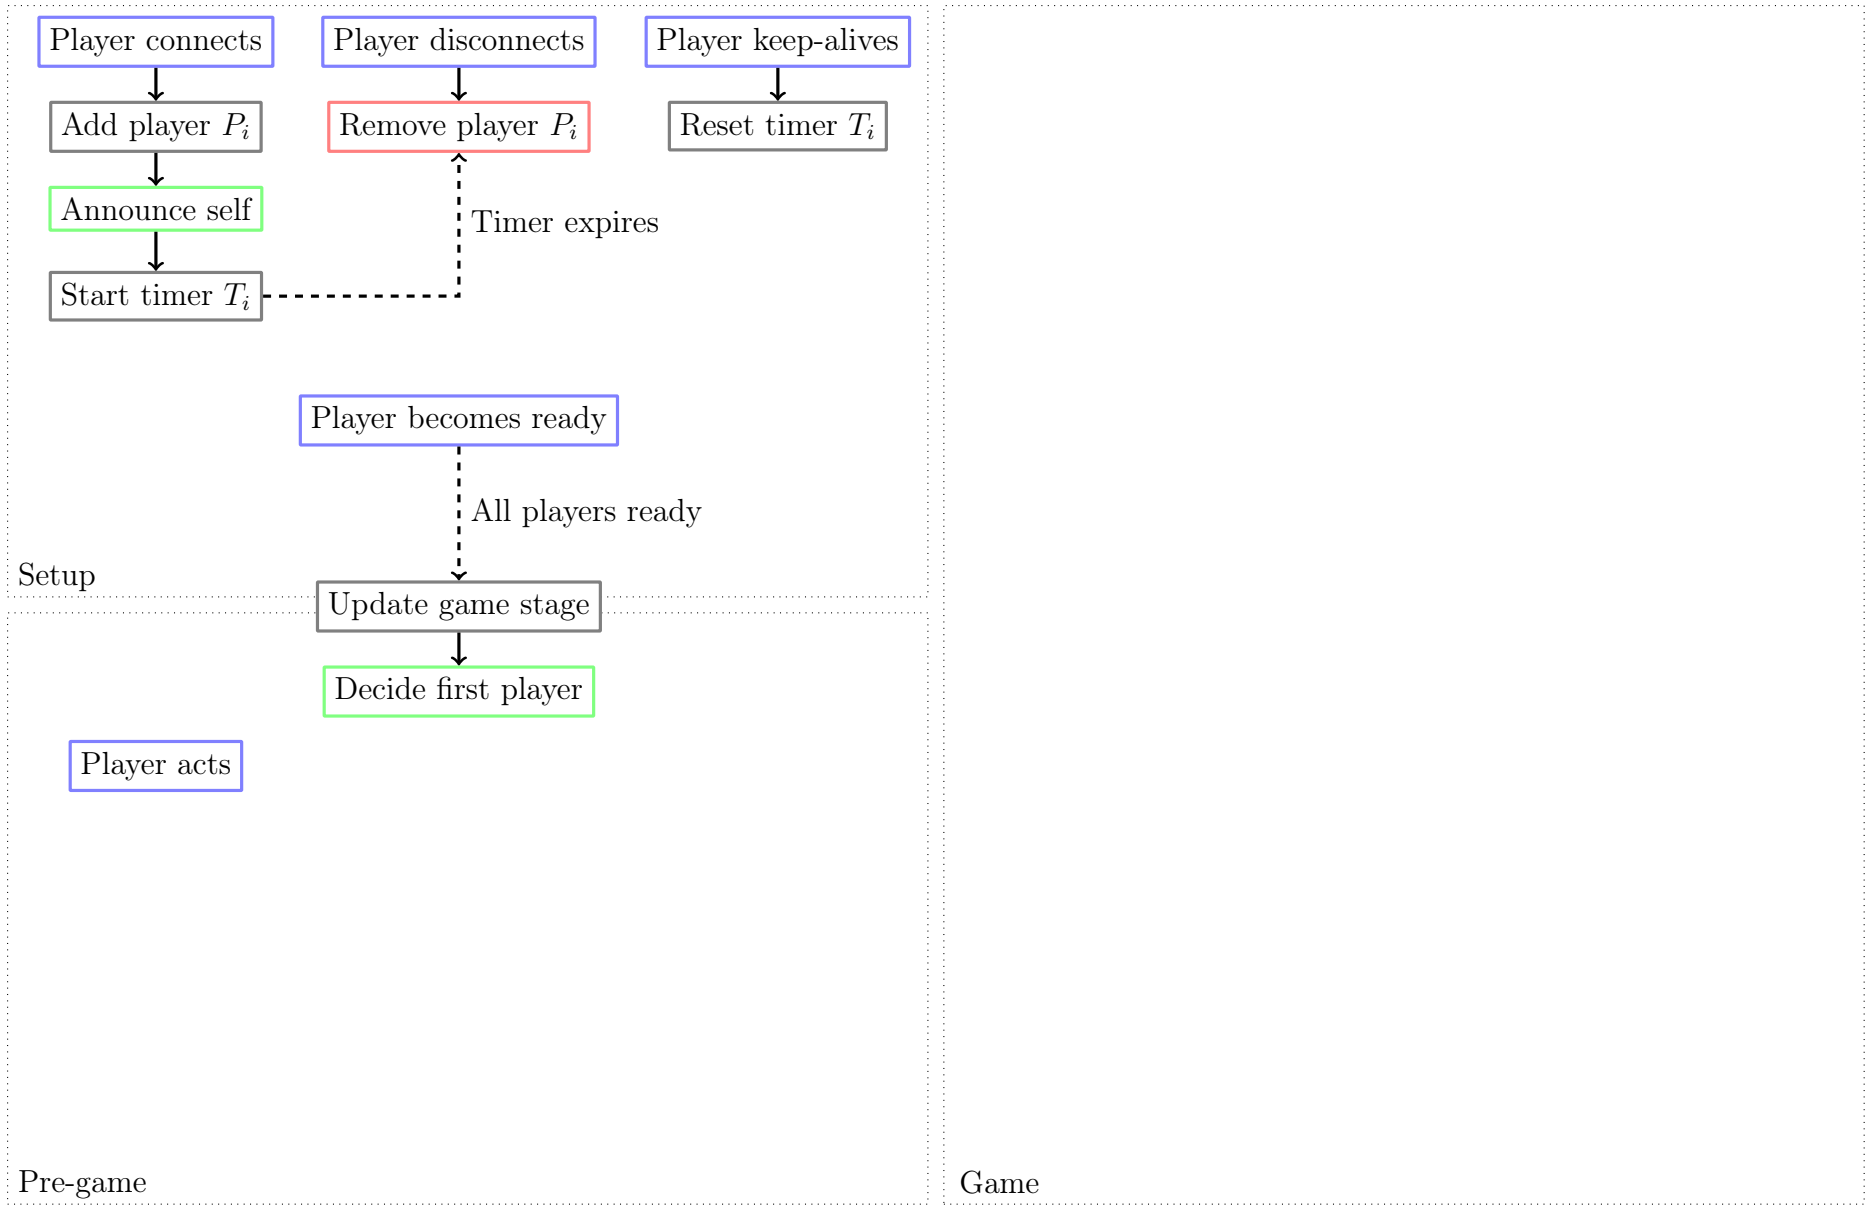 Player connects
Player disconnects
Player keep-alives
Add player P_i
Remove player P_i
Reset timer T_i
Announce self
Timer expires
Start timer T_i
Player becomes ready
All players ready
Setup
Update game stage
Decide first player
Player acts
Pre-game
Game